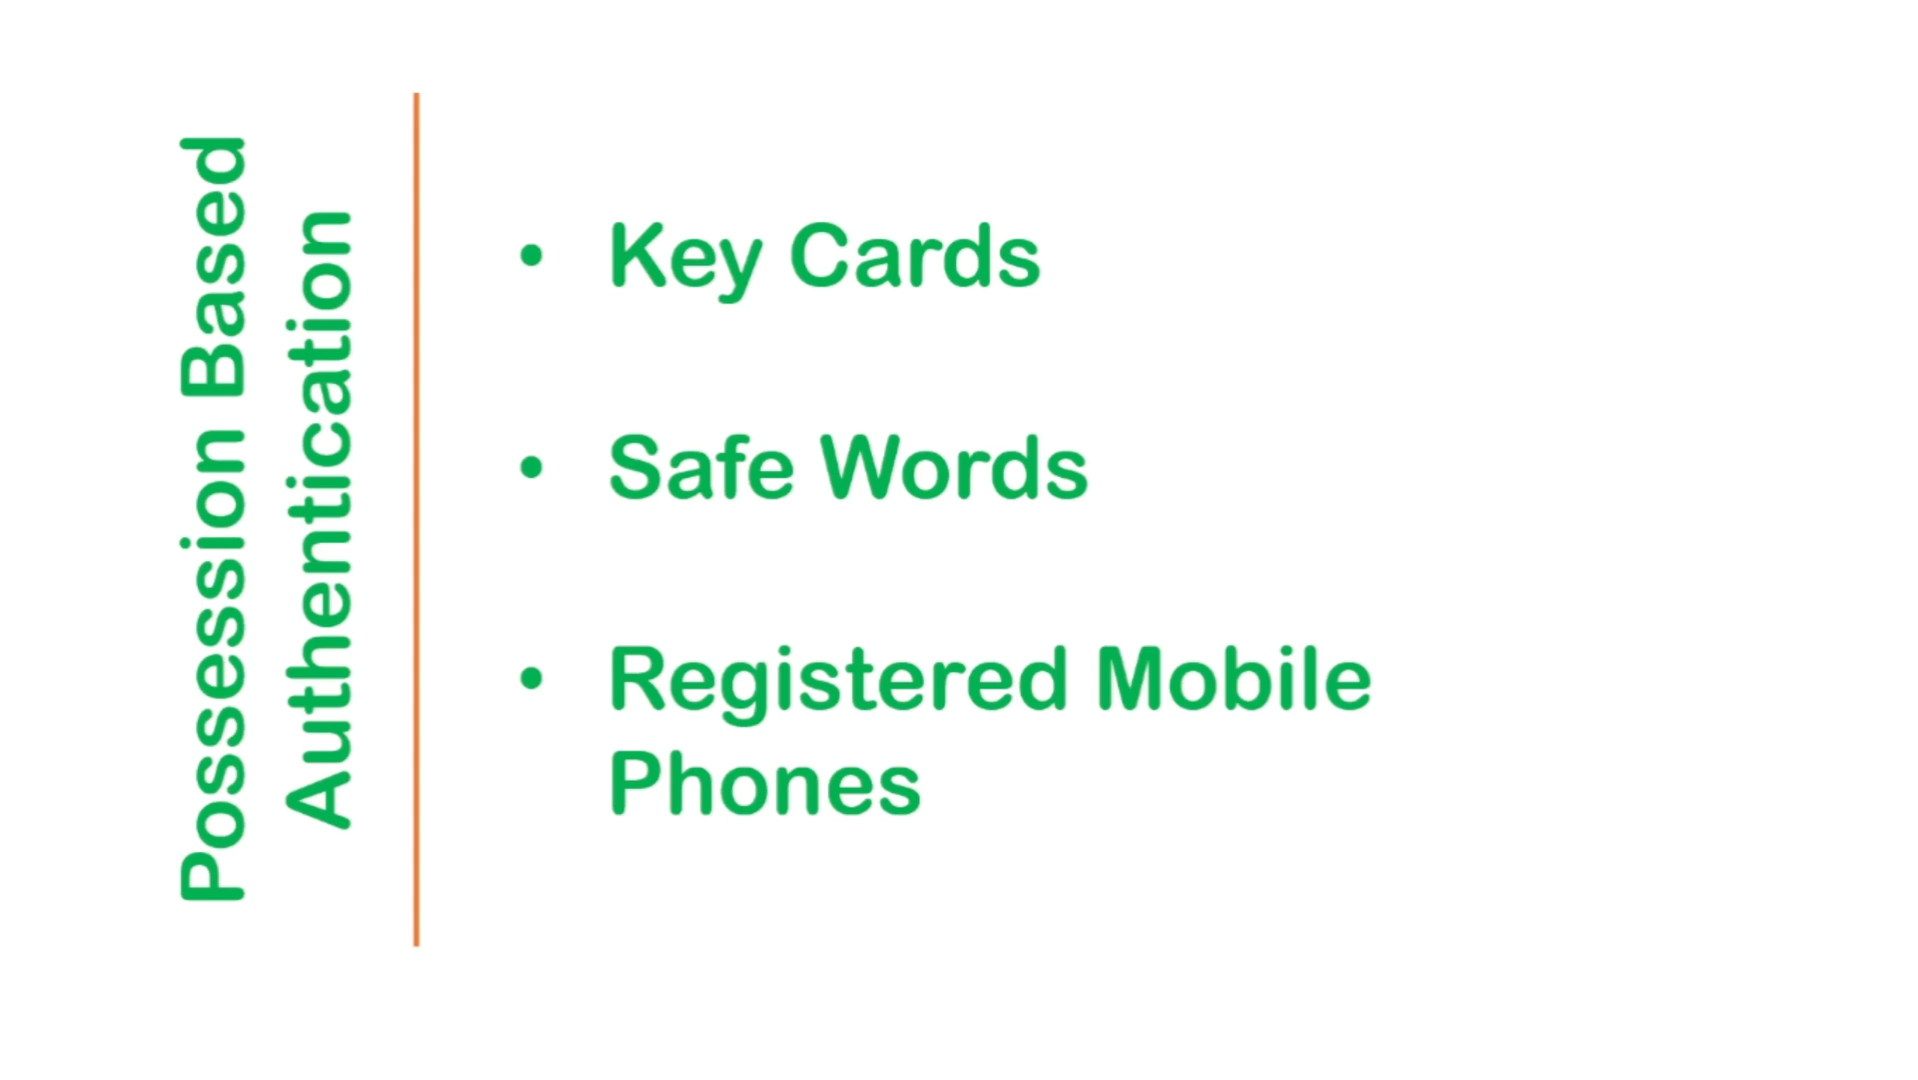 Possession Based
Authentication
• Key Cards
• Safe Words
• Registered Mobile
Phones